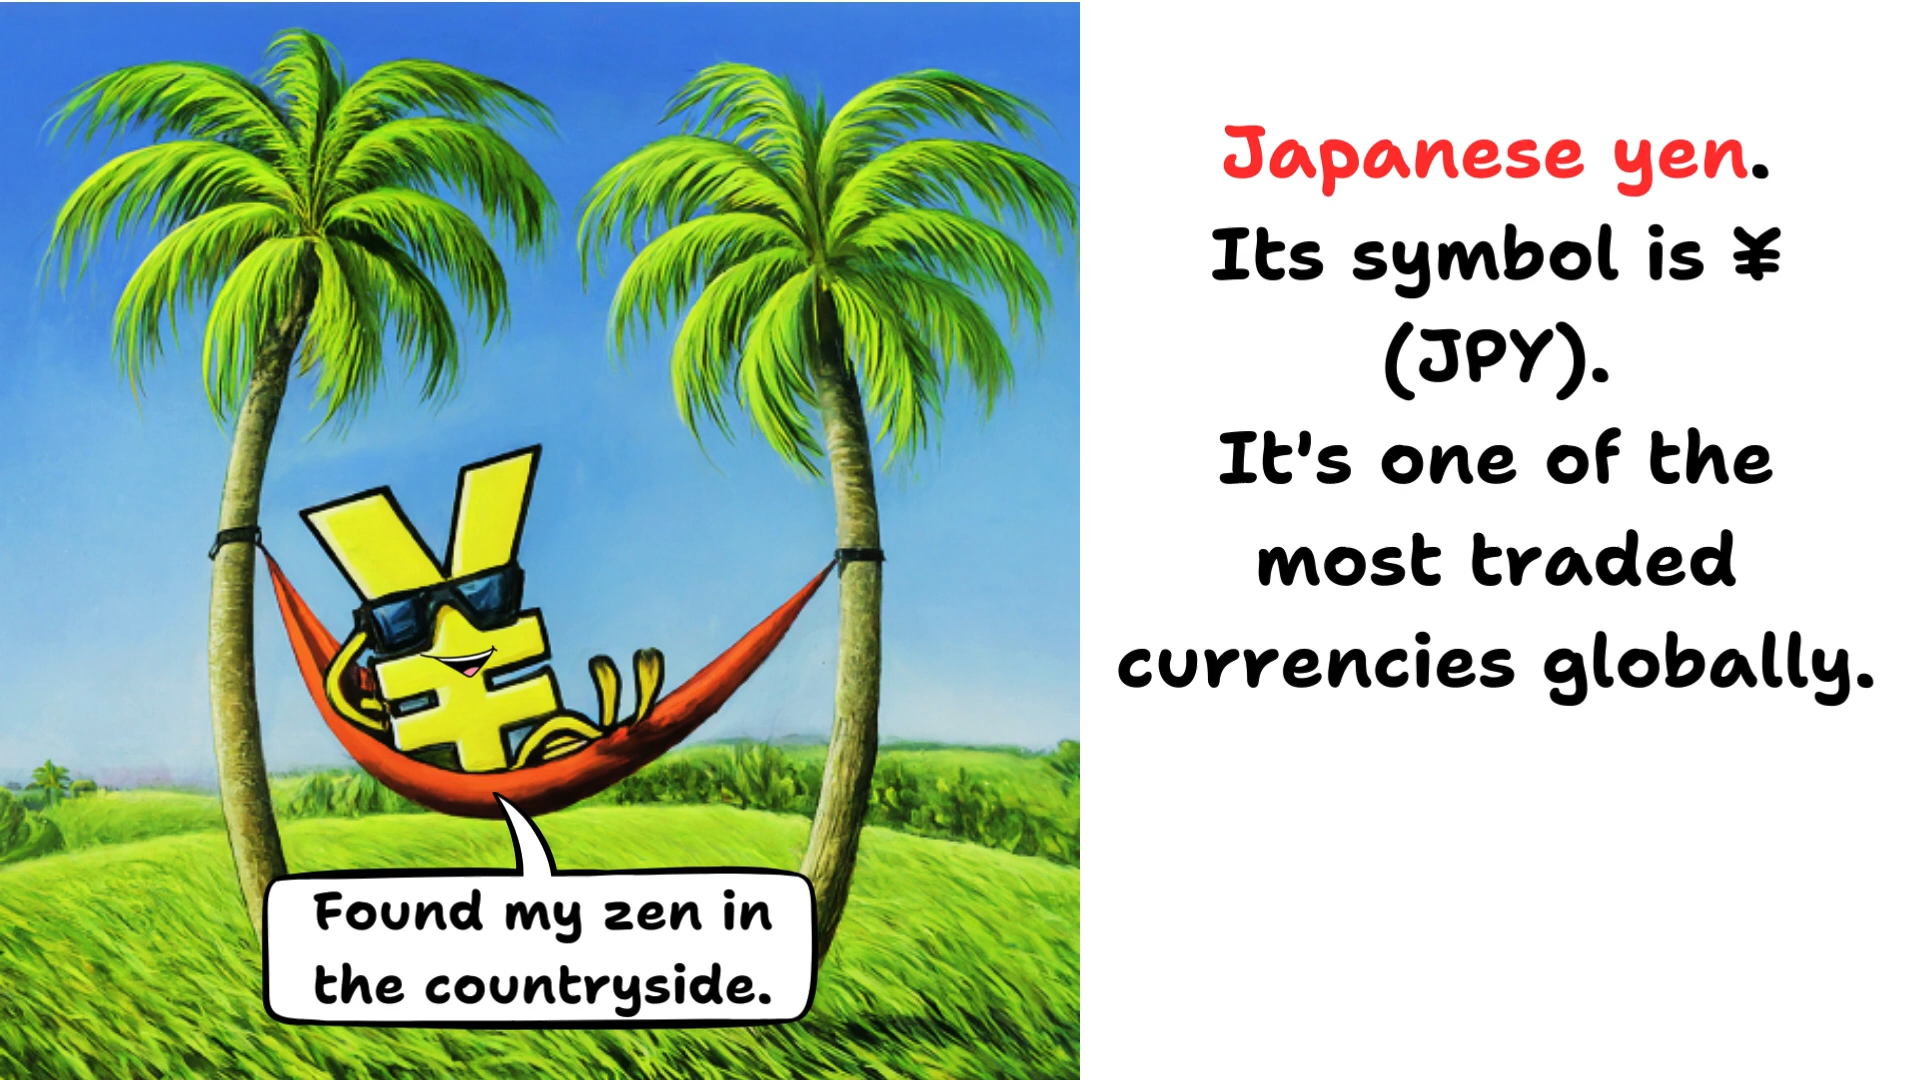 Japanese yen.
Its symbol is ¥
(JPY).
It's one of the
most traded
currencies globally.
Found my zen in
the countryside.